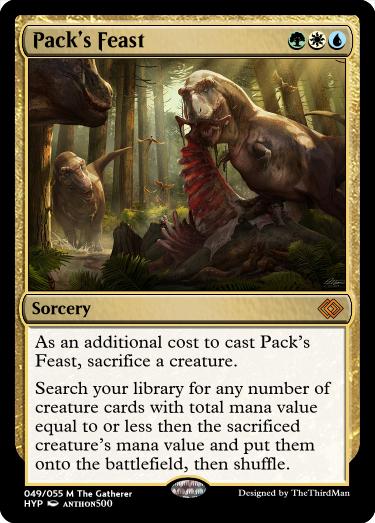 Pack's Feast
Sorcery
As an additional cost to cast Pack's
Feast, sacrifice a creature.
Search your library for any number of
creature cards with total mana value
equal to or less then the sacrificed
creature's mana value and put them
onto the battlefield, then shuffle.
049/055 M The Gatherer
Designed by TheThirdMan
HYP ANTHON500